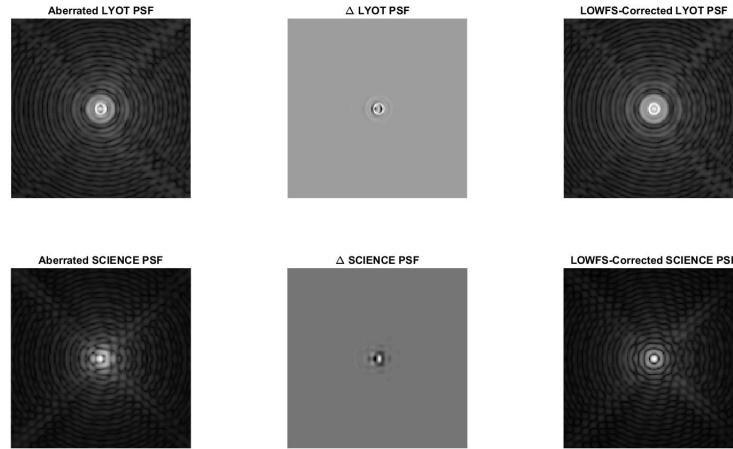 Aberrated LYOT PSF
△ LYOT PSF
LOWFS-Corrected LYOT PSF
Aberrated SCIENCE PSF
△ SCIENCE PSF
LOWFS-Corrected SCIENCE PSF